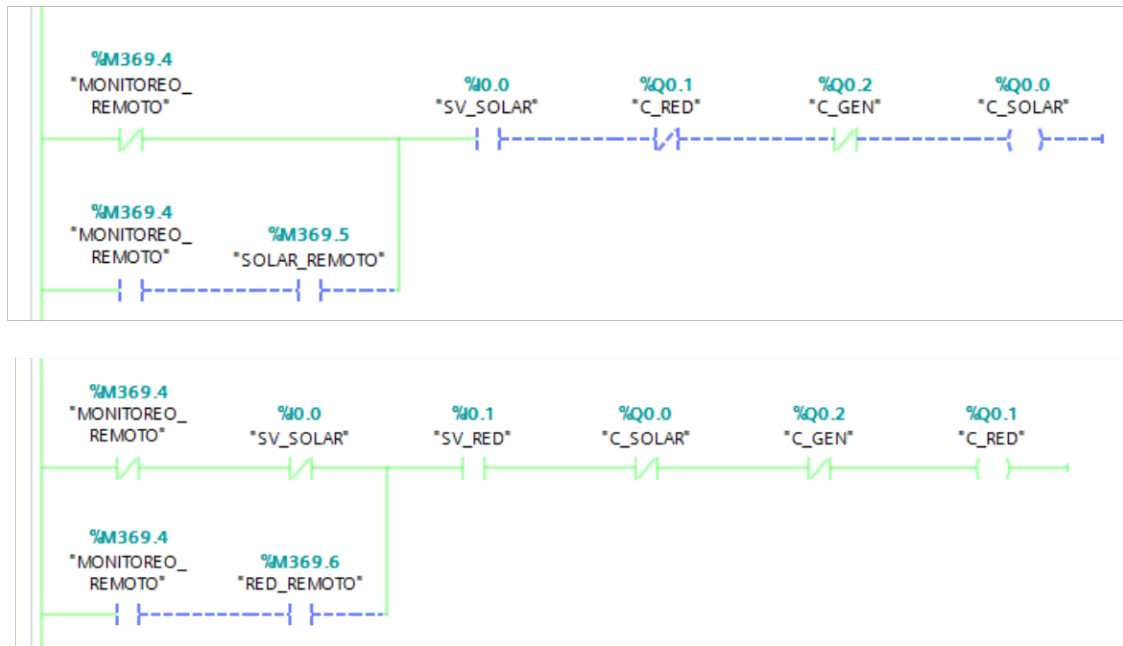 %M369.4
"MONITOREO_
REMOTO"
%I0.0
"SV_SOLAR"
%Q0.1
"C_RED"
%Q0.2
"C_GEN"
%Q0.0
"C_SOLAR"
%M369.4
"MONITOREO_
REMOTO"
%M369.5
"SOLAR_REMOTO"
%M369.4
"MONITOREO_
REMOTO"
%I0.0
"SV_SOLAR"
%I0.1
"SV_RED"
%Q0.0
"C_SOLAR"
%Q0.2
"C_GEN"
%Q0.1
"C_RED"
%M369.4
"MONITOREO_
REMOTO"
%M369.6
"RED_REMOTO"